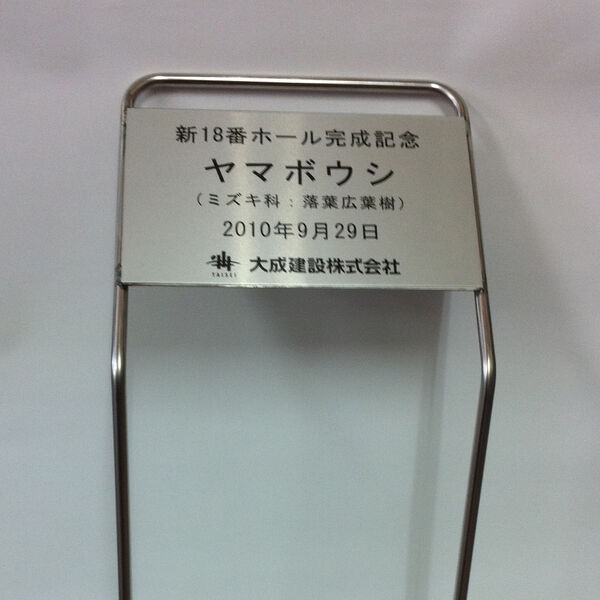 新18番ホール完成記念
ヤマボウシ
（ミズキ科：落葉広葉樹）
2010年9月29日
TAISEI 大成建設株式会社